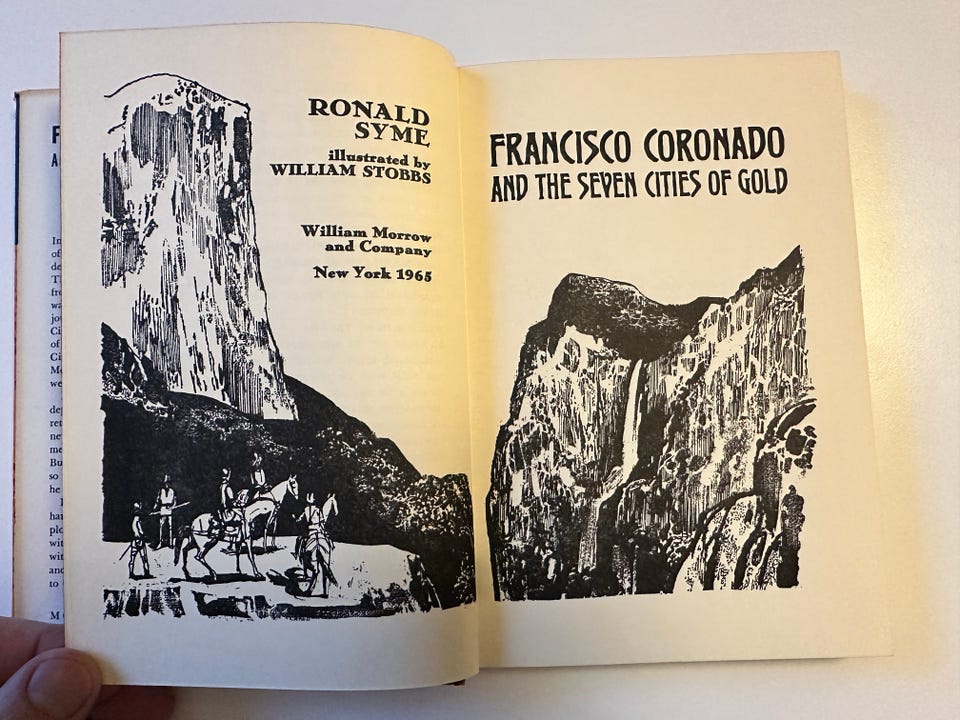 RONALD
SYME
illustrated by
WILLIAM STOBBS
William Morrow
and Company
New York 1965
FRANCISCO CORONADO
AND THE SEVEN CITIES OF GOLD